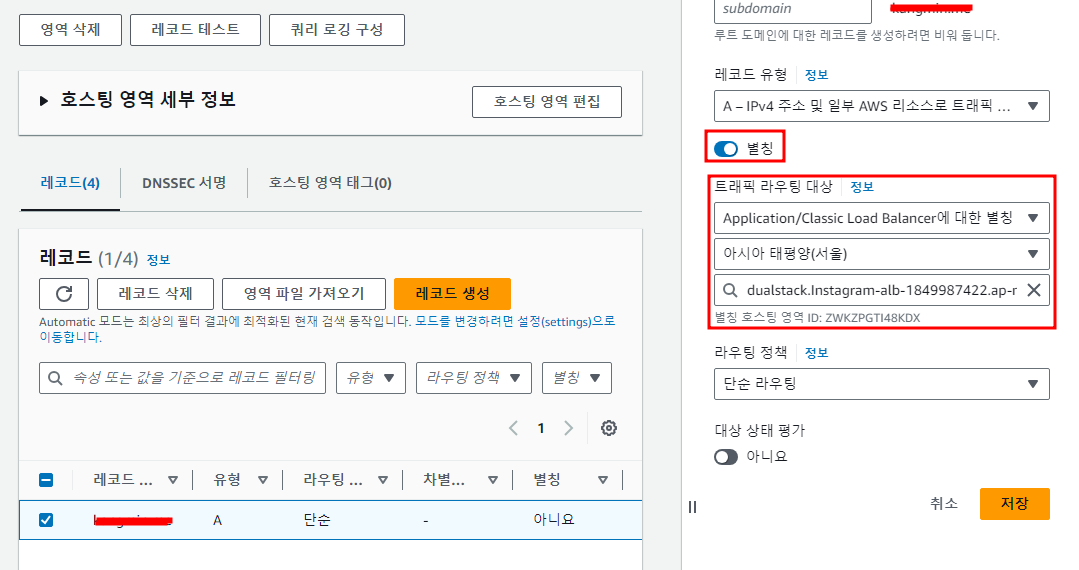 영역 삭제
레코드 테스트
쿼리 로깅 구성
호스팅 영역 세부 정보
호스팅 영역 편집
레코드(4)
DNSSEC 서명
호스팅 영역 태그(0)
레코드 (1/4) 정보
레코드 삭제
영역 파일 가져오기
레코드 생성
Automatic 모드는 최상의 필터 결과에 최적화된 현재 검색 동작입니다. 모드를 변경하려면 설정(settings)으로
이동합니다.
속성 또는 값을 기준으로 레코드 필터링
유형
라우팅 정책
별칭
1
레코드 ...
유형
라우팅 ...
차별...
별칭
A
단순
-
아니요
subdomain
루트 도메인에 대한 레코드를 생성하려면 비워 둡니다.
레코드 유형 정보
A – IPv4 주소 및 일부 AWS 리소스로 트래픽 ...
별칭
트래픽 라우팅 대상 정보
Application/Classic Load Balancer에 대한 별칭
아시아 태평양(서울)
dualstack.Instagram-alb-1849987422.ap-r
별칭 호스팅 영역 ID: ZWKZPGTI48KDX
라우팅 정책 정보
단순 라우팅
대상 상태 평가
아니요
취소
저장